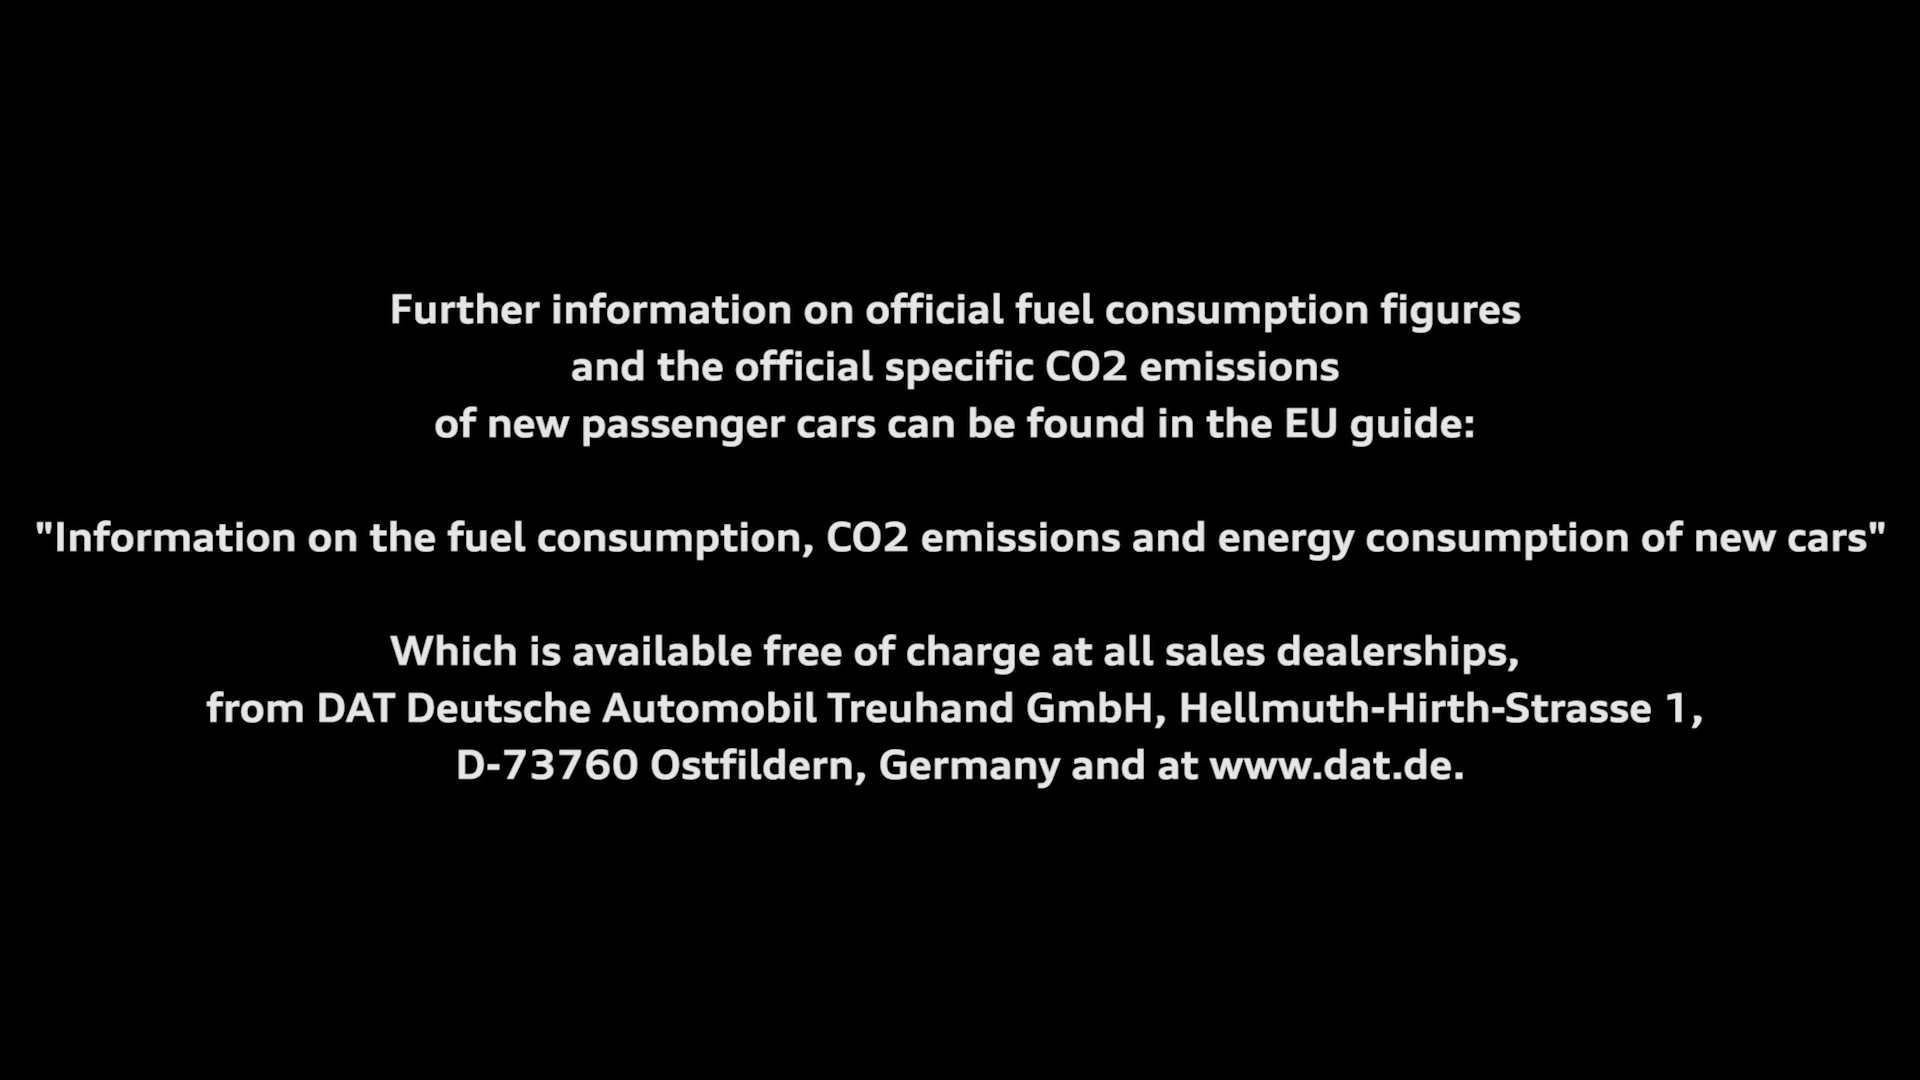 Further information on official fuel consumption figures
and the official specific CO2 emissions
of new passenger cars can be found in the EU guide:
"Information on the fuel consumption, CO2 emissions and energy consumption of new cars"
Which is available free of charge at all sales dealerships,
from DAT Deutsche Automobil Treuhand GmbH, Hellmuth-Hirth-Strasse 1,
D-73760 Ostfildern, Germany and at www.dat.de.